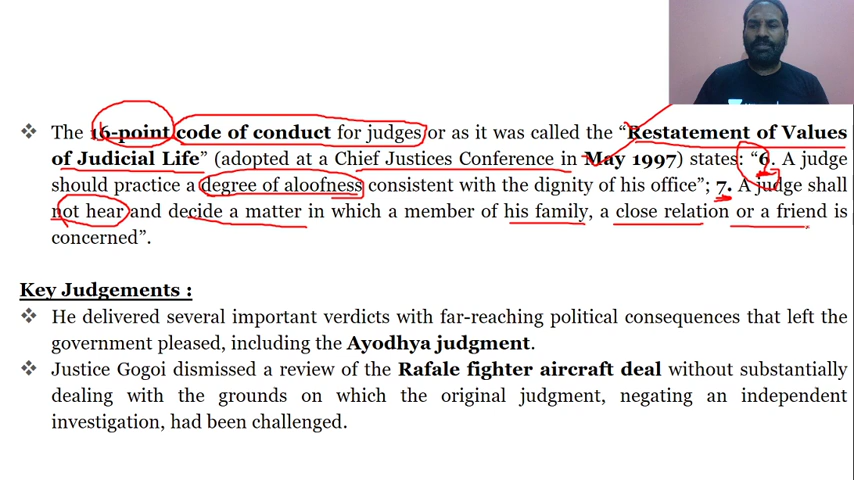 ❖ The 16-point code of conduct for judges or as it was called the “Restatement of Values
of Judicial Life” (adopted at a Chief Justices Conference in May 1997) states: “6. A judge
should practice a degree of aloofness consistent with the dignity of his office”; 7. A judge shall
not hear and decide a matter in which a member of his family, a close relation or a friend is
concerned”.
Key Judgements :
❖ He delivered several important verdicts with far-reaching political consequences that left the
government pleased, including the Ayodhya judgment.
❖ Justice Gogoi dismissed a review of the Rafale fighter aircraft deal without substantially
dealing with the grounds on which the original judgment, negating an independent
investigation, had been challenged.